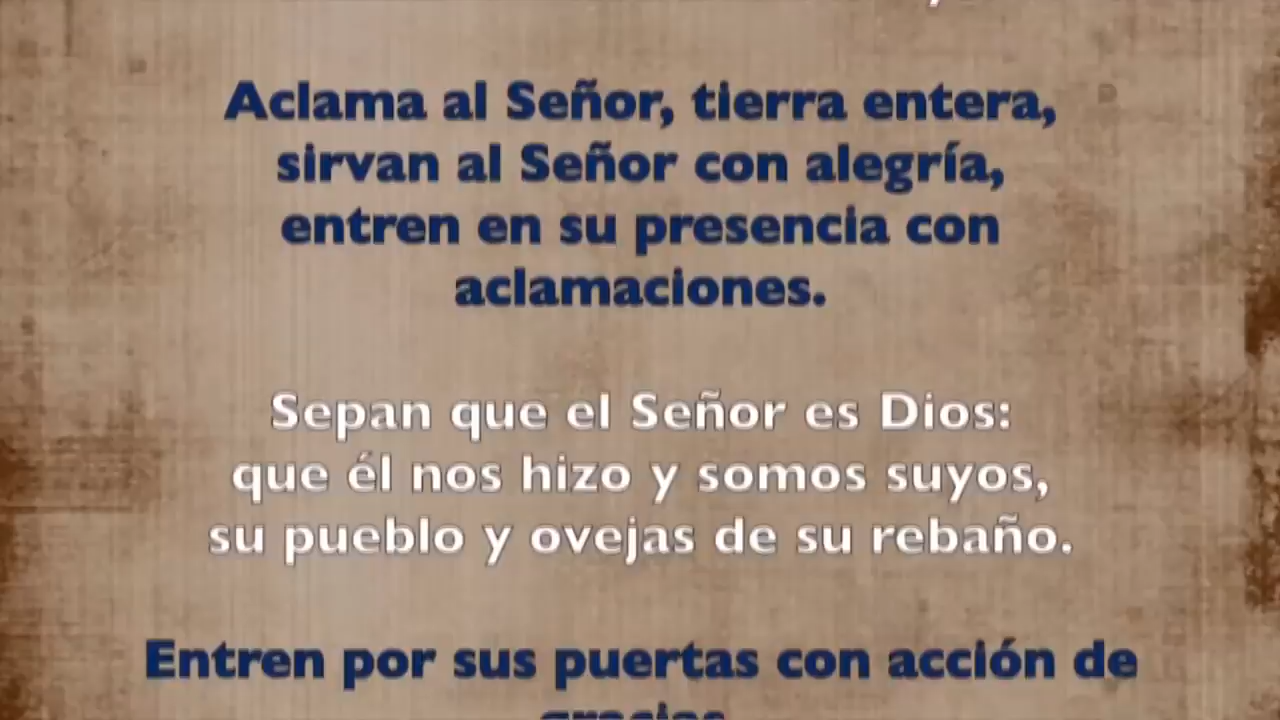 Aclama al Señor, tierra entera,
sirvan al Señor con alegría,
entren en su presencia con
aclamaciones.
Sepan que el Señor es Dios:
que él nos hizo y somos suyos,
su pueblo y ovejas de su rebaño.
Entren por sus puertas con acción de